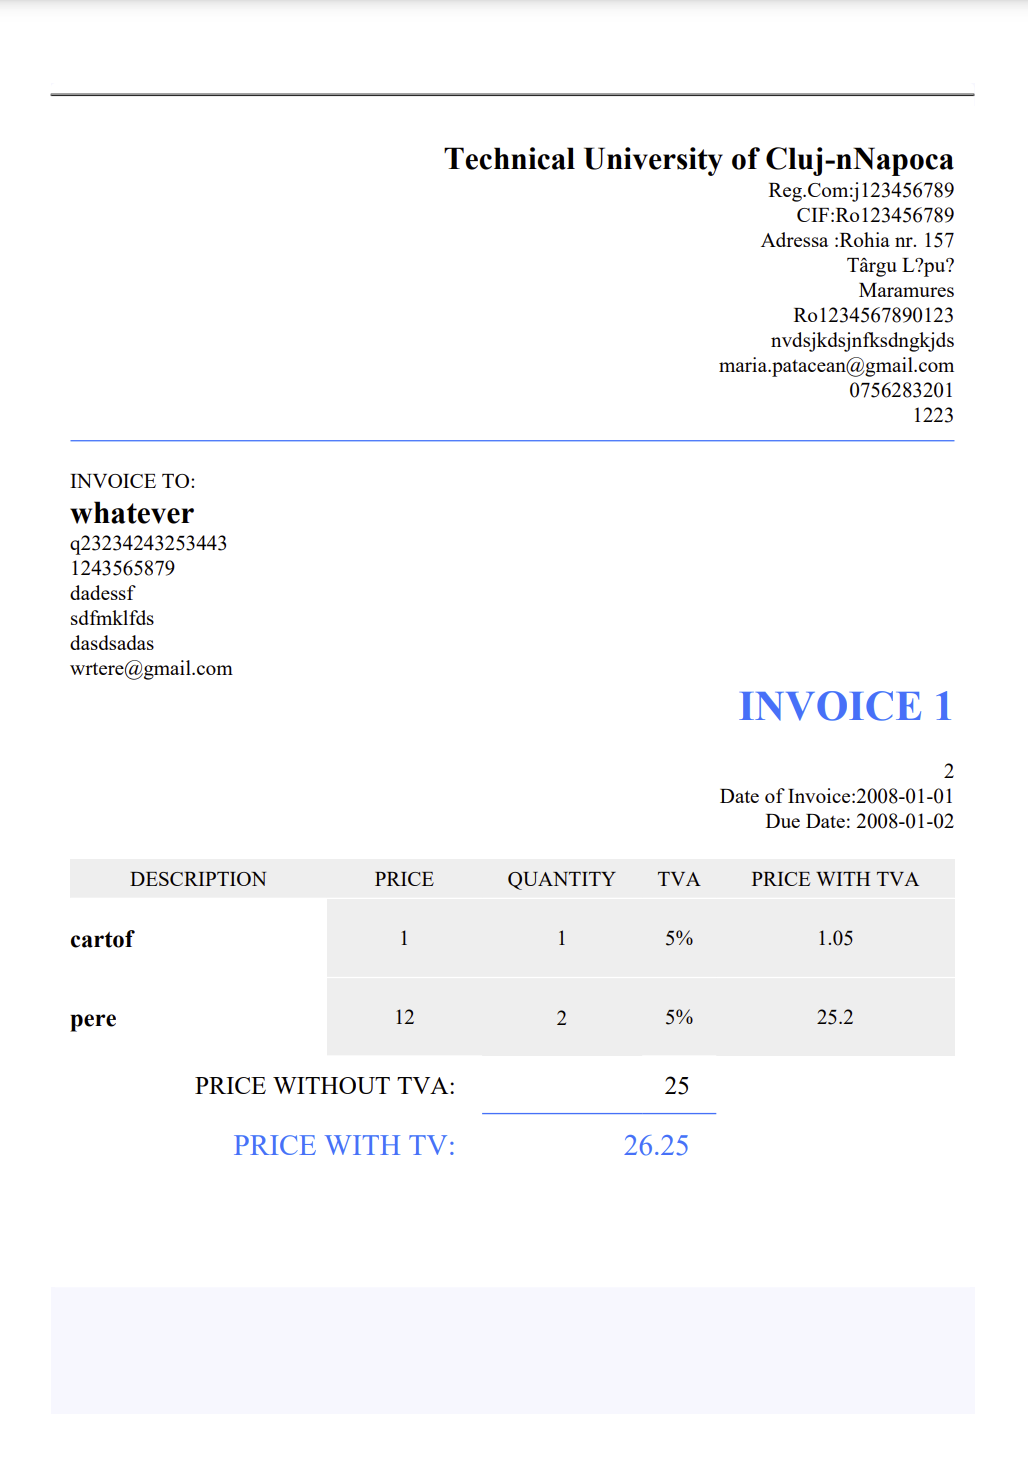 Technical University of Cluj-nNapoca
Reg.Com:j123456789
CIF:Ro123456789
Adressa :Rohia nr. 157
Târgu L?pu?
Maramures
Ro1234567890123
nvdsjkdsjnfksdngkjds
maria.patacean@gmail.com
0756283201
1223
INVOICE TO:
whatever
q23234243253443
1243565879
dadessf
sdfmklfds
dasdsadas
wrtere@gmail.com
INVOICE 1
2
Date of Invoice:2008-01-01
Due Date: 2008-01-02
DESCRIPTION PRICE QUANTITY TVA PRICE WITH TVA
cartof 1 1 5% 1.05
pere 12 2 5% 25.2
PRICE WITHOUT TVA: 25
PRICE WITH TV: 26.25